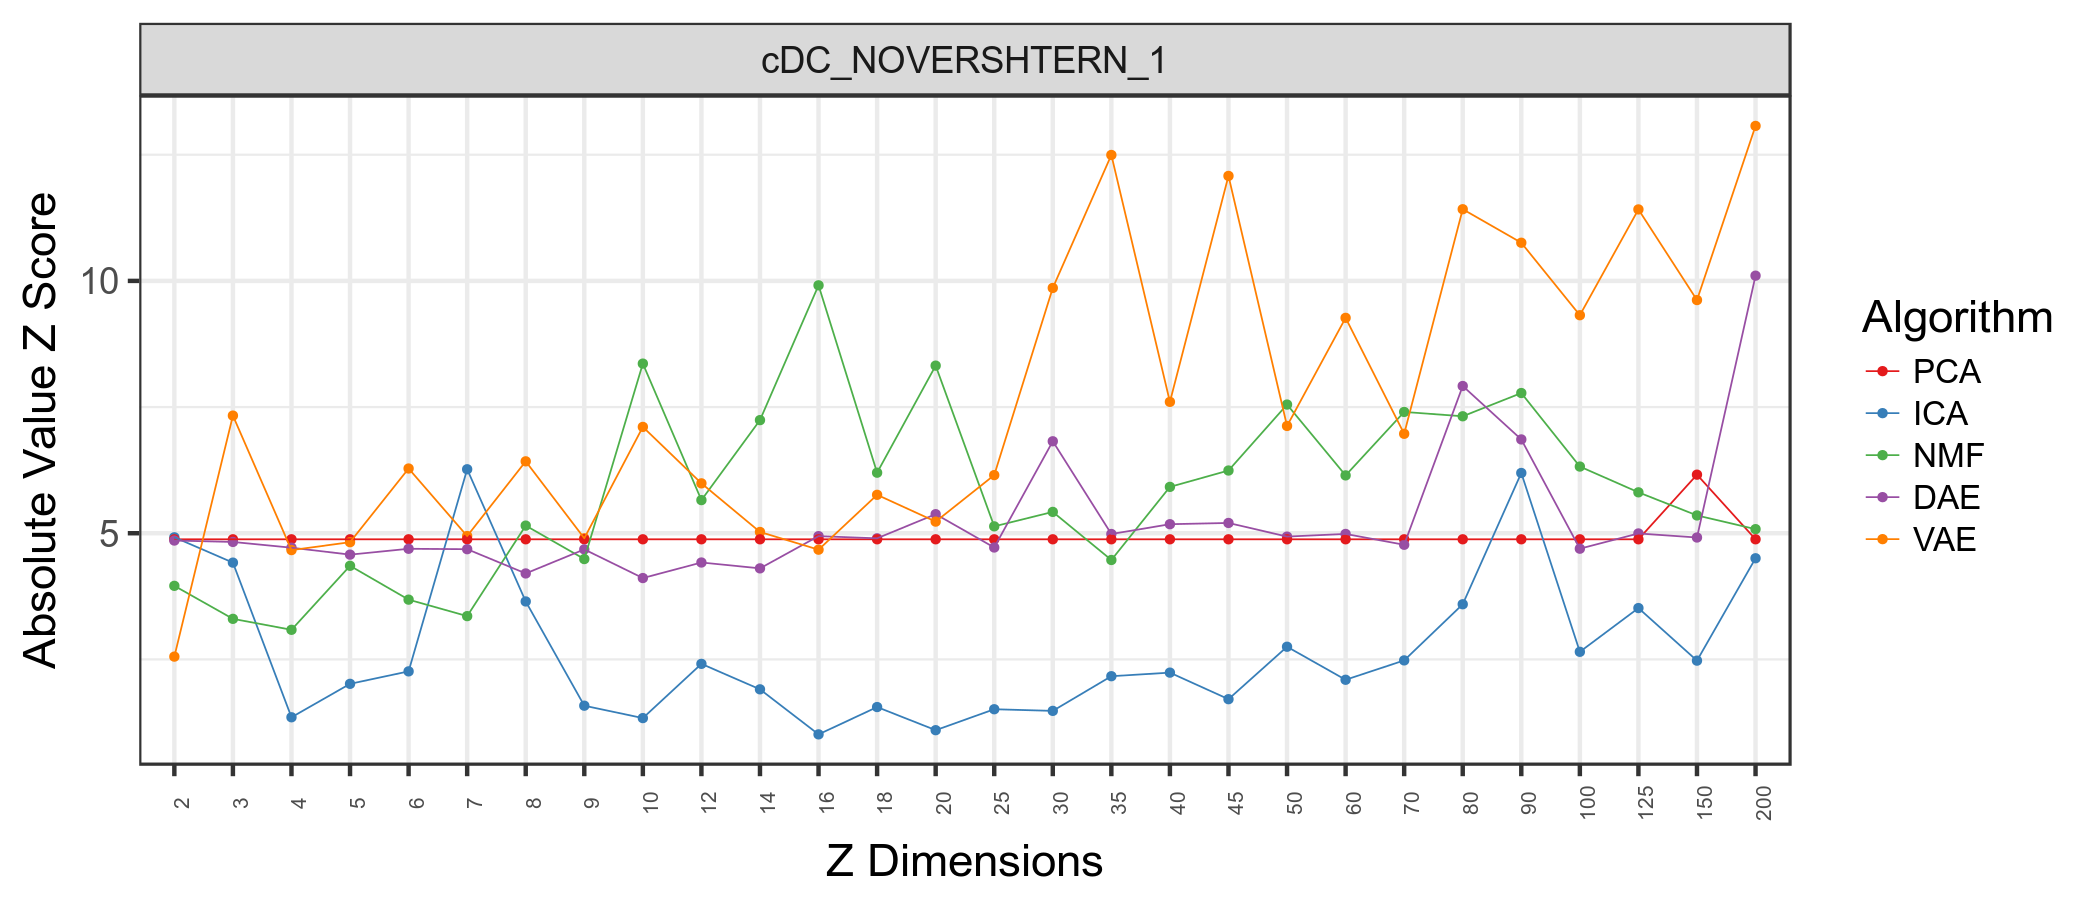 cDC_NOVERSHTERN_1
Absolute Value Z Score
10
5
2 3 4 5 6 7 8 9 10 12 14 16 18 20 25 30 35 40 45 50 60 70 80 90 100 125 150 200
Z Dimensions
Algorithm
PCA
ICA
NMF
DAE
VAE